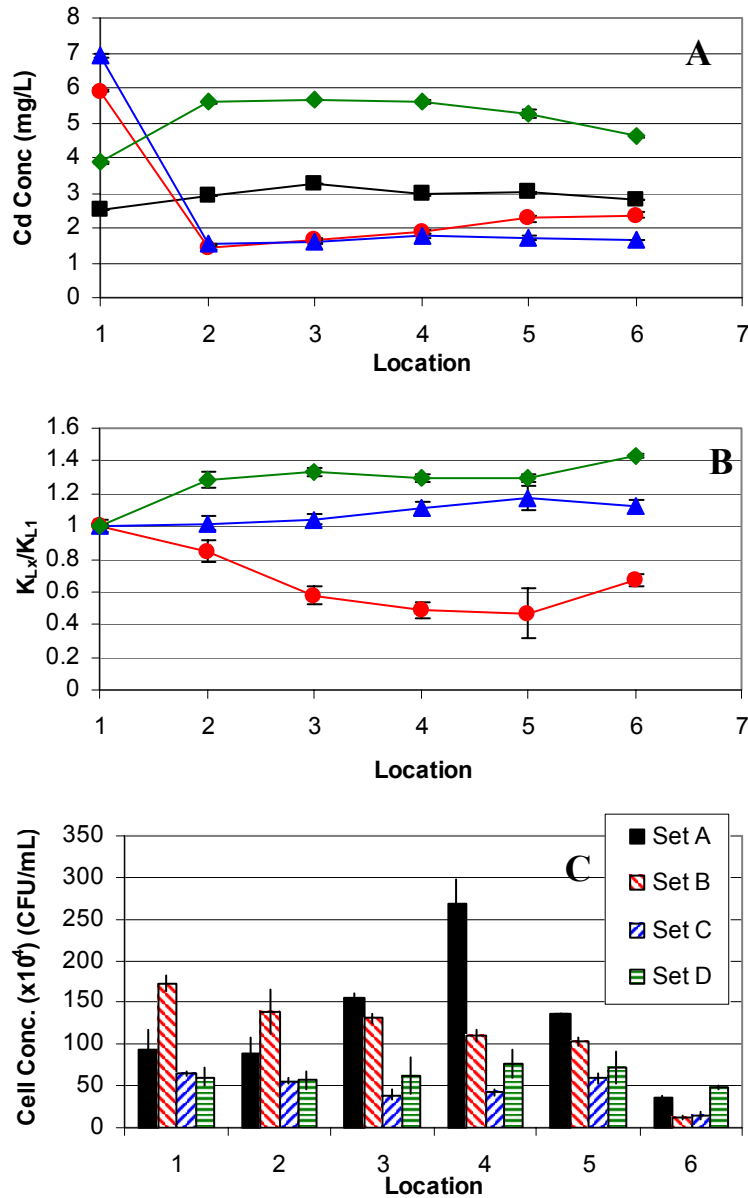 A
Cd Conc (mg/L)
8
7
6
5
4
3
2
1
0
1 2 3 4 5 6 7
Location
B
K_Lx/K_L1
1.6
1.4
1.2
1
0.8
0.6
0.4
0.2
0
1 2 3 4 5 6 7
Location
C
Cell Conc. (x10^4) (CFU/mL)
350
300
250
200
150
100
50
0
1 2 3 4 5 6
Location
Set A
Set B
Set C
Set D